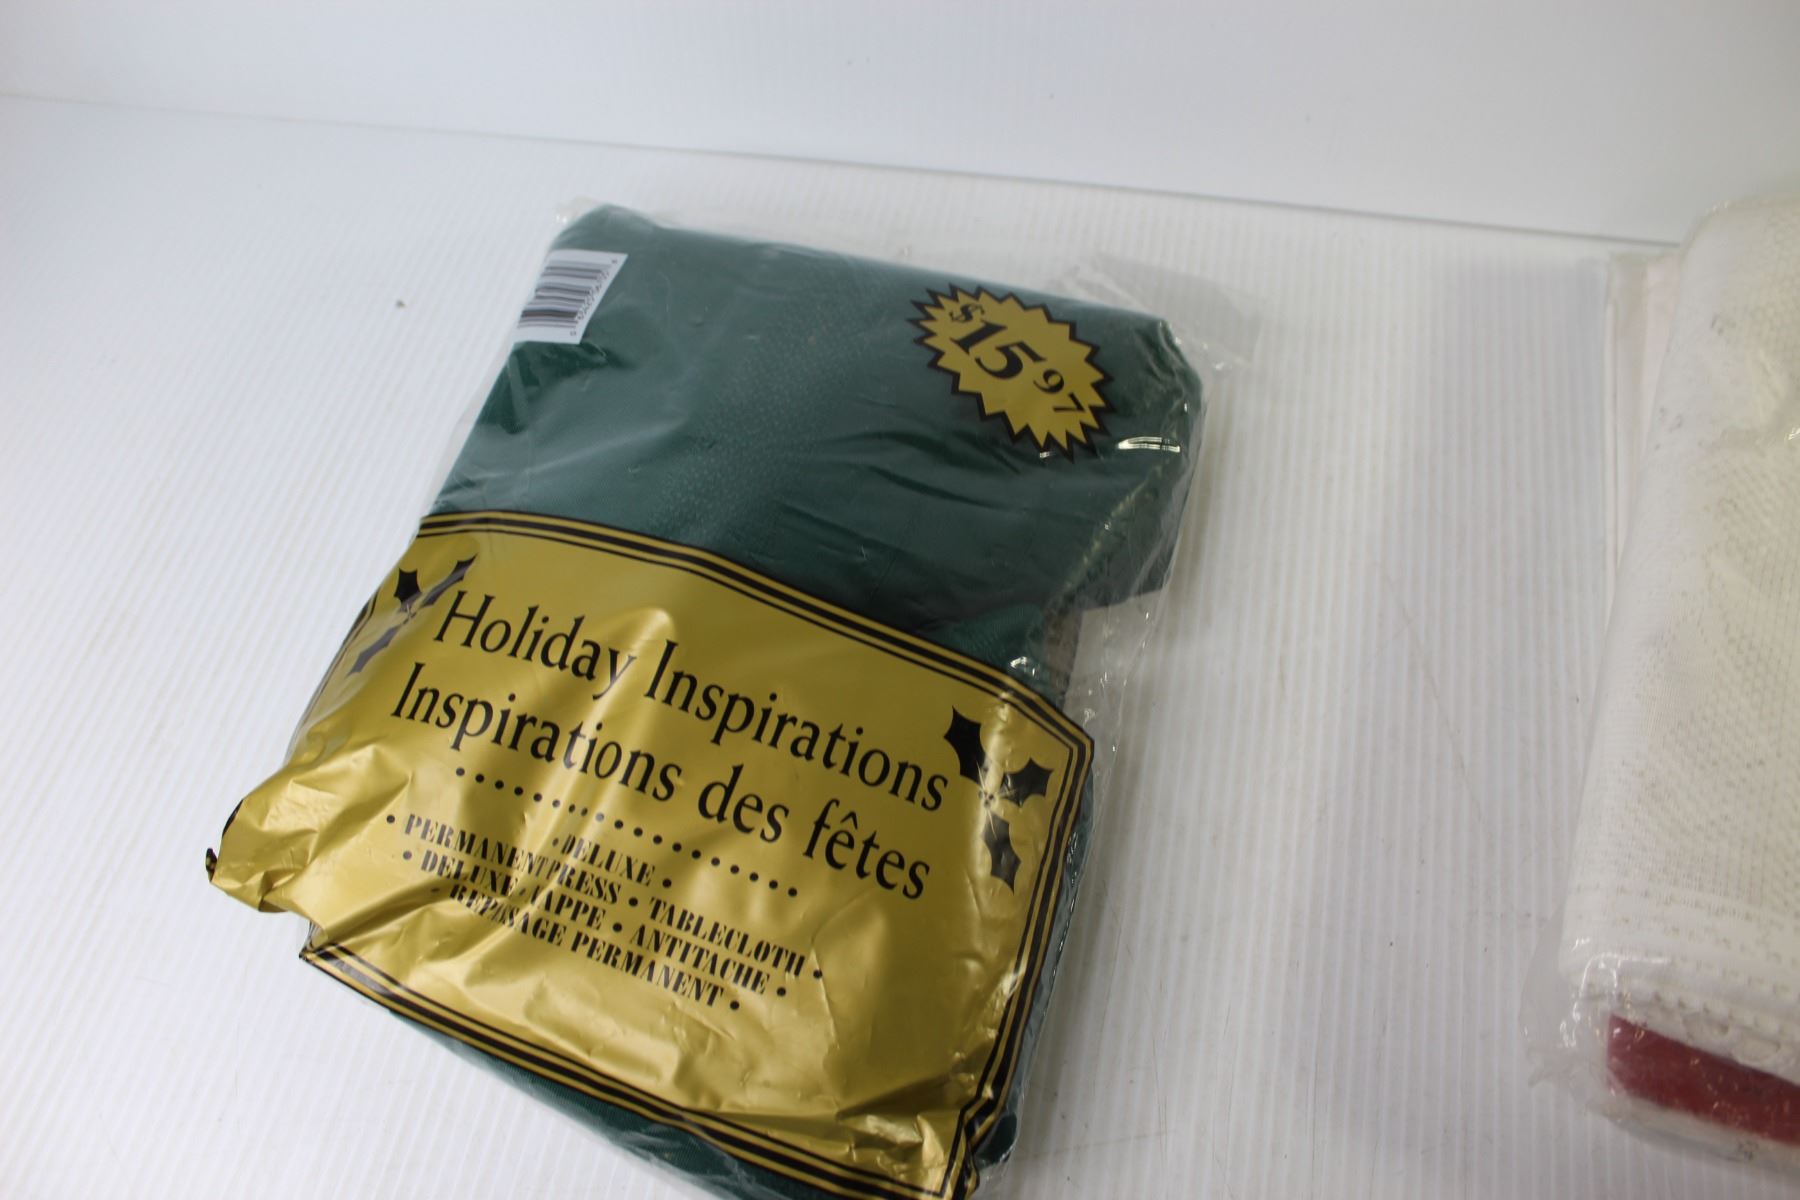 $15 97
Holiday Inspirations
Inspirations des fêtes
• DELUXE •
• PERMANENT PRESS • TABLECLOTH •
• DELUXE • NAPPE • ANTITACHE •
• REPASSAGE PERMANENT •